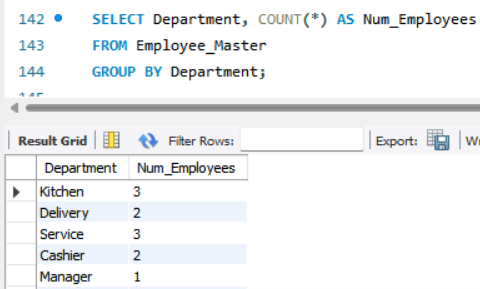 142 SELECT Department, COUNT(*) AS Num_Employees
143 FROM Employee_Master
144 GROUP BY Department;
Result Grid Filter Rows: Export:
Department Num_Employees
Kitchen 3
Delivery 2
Service 3
Cashier 2
Manager 1